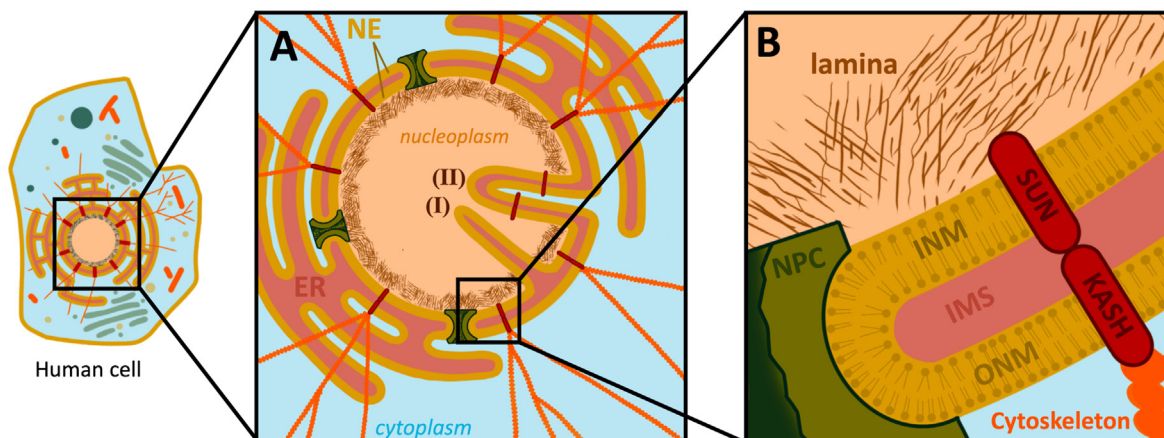 Human cell
A
NE
nucleoplasm
(II)
(I)
ER
cytoplasm
B
lamina
NPC
INM
IMS
ONM
SUN
KASH
Cytoskeleton